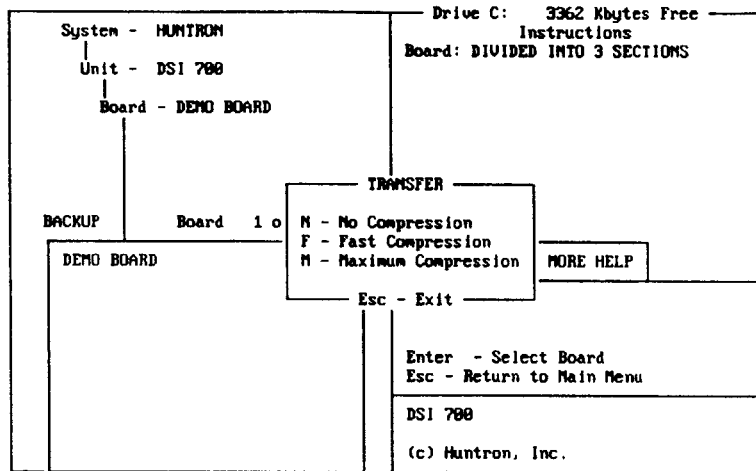 Drive C: 3362 Kbytes Free
System - HUNTRON
Instructions
Board: DIVIDED INTO 3 SECTIONS
Unit - DSI 700
Board - DEMO BOARD
TRANSFER
BACKUP Board 1 o
N - No Compression
F - Fast Compression
M - Maximum Compression
DEMO BOARD
MORE HELP
Esc - Exit
Enter - Select Board
Esc - Return to Main Menu
DSI 700
(c) Huntron, Inc.